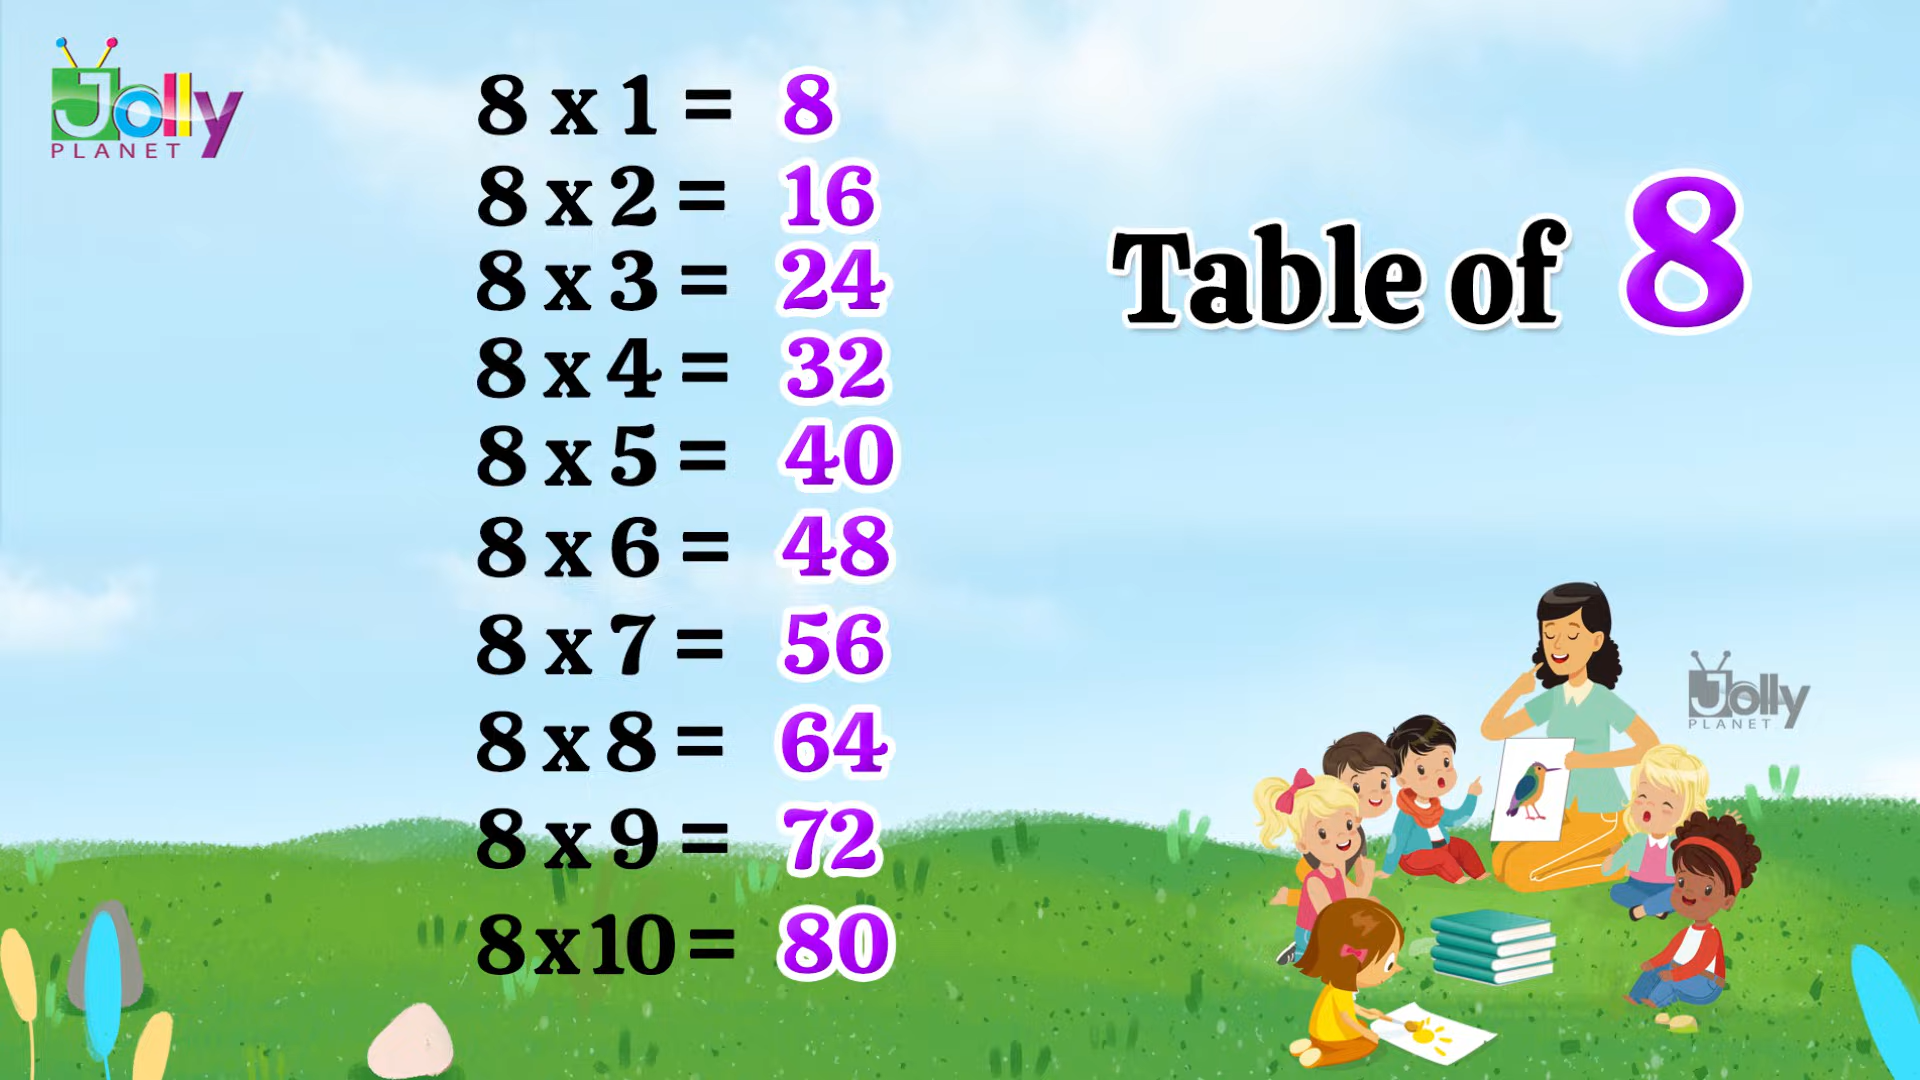 Jolly
PLANET
8 x 1 = 8
8 x 2 = 16
8 x 3 = 24
8 x 4 = 32
8 x 5 = 40
8 x 6 = 48
8 x 7 = 56
8 x 8 = 64
8 x 9 = 72
8 x 10 = 80
Table of 8
Jolly
PLANET